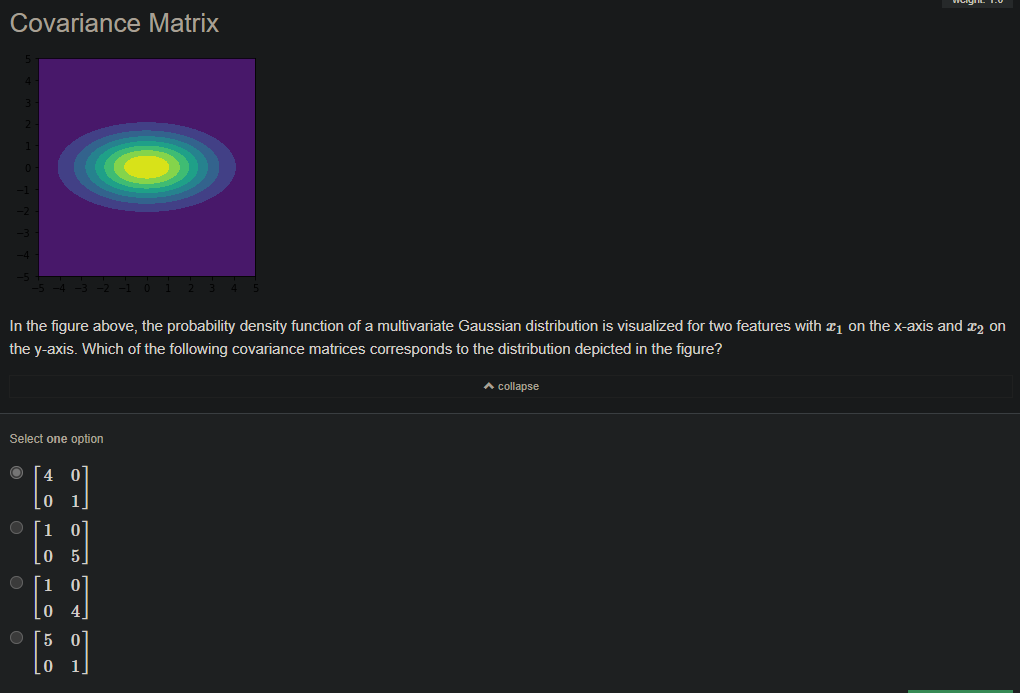 weight: 1.0
Covariance Matrix
5
4
3
2
1
0
−1
−2
−3
−4
−5
−5 −4 −3 −2 −1 0 1 2 3 4 5
In the figure above, the probability density function of a multivariate Gaussian distribution is visualized for two features with x₁ on the x-axis and x₂ on
the y-axis. Which of the following covariance matrices corresponds to the distribution depicted in the figure?
collapse
Select one option
4 0
0 1
1 0
0 5
1 0
0 4
5 0
0 1